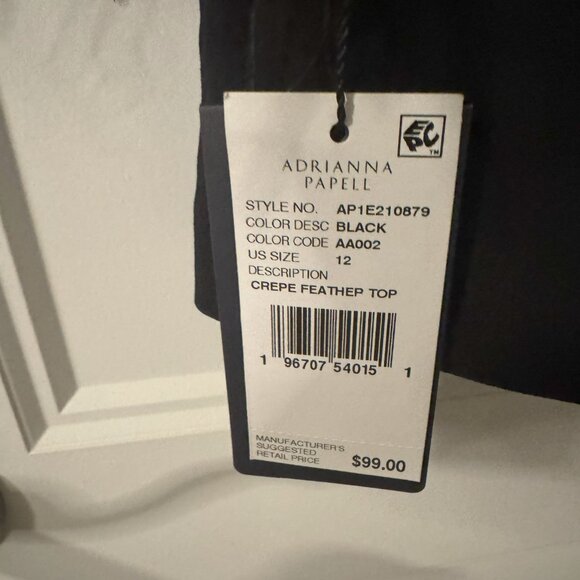 EPC
TM
ADRIANNA
PAPELL
STYLE NO. AP1E210879
COLOR DESC BLACK
COLOR CODE AA002
US SIZE 12
DESCRIPTION
CREPE FEATHEP TOP
1 96707 54015 1
MANUFACTURER'S
SUGGESTED
RETAIL PRICE $99.00